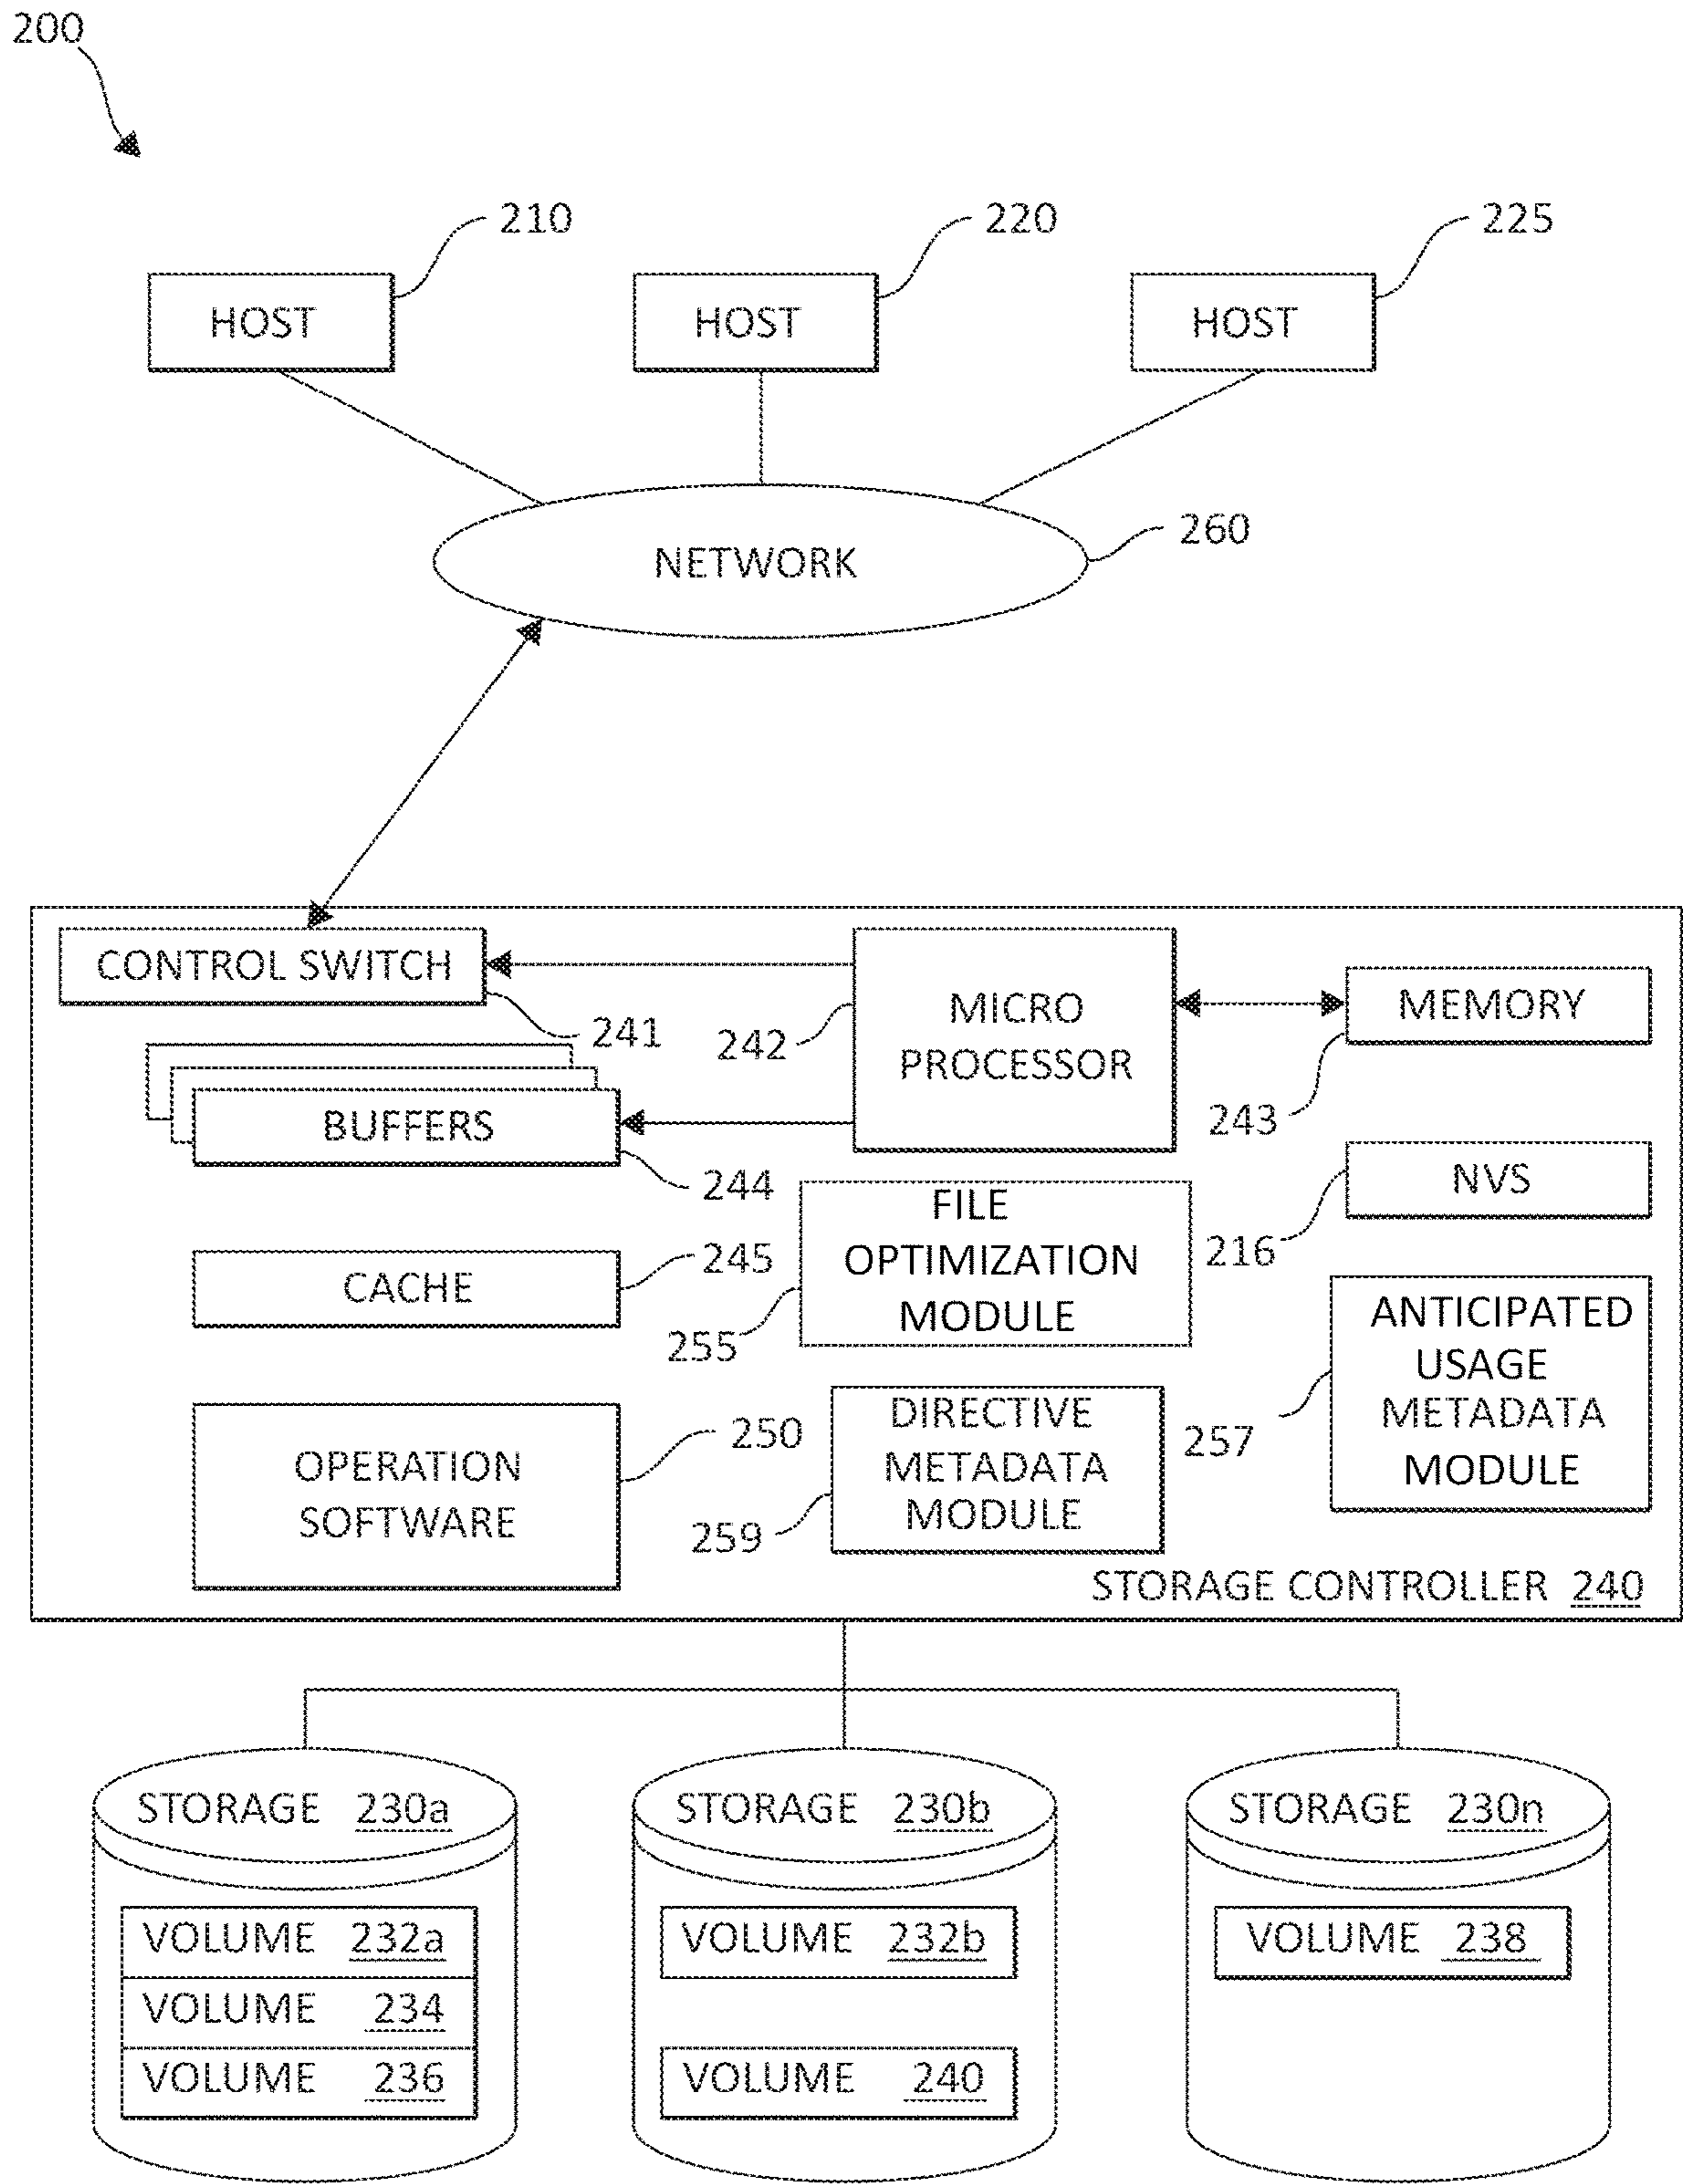 200
210
220
225
HOST
HOST
HOST
260
NETWORK
CONTROL SWITCH
241
242
MICRO
PROCESSOR
MEMORY
243
BUFFERS
244
NVS
216
FILE
OPTIMIZATION
MODULE
255
CACHE
245
ANTICIPATED
USAGE
METADATA
MODULE
257
OPERATION
SOFTWARE
250
DIRECTIVE
METADATA
MODULE
259
STORAGE CONTROLLER 240
STORAGE 230a
VOLUME 232a
VOLUME 234
VOLUME 236
STORAGE 230b
VOLUME 232b
VOLUME 240
STORAGE 230n
VOLUME 238